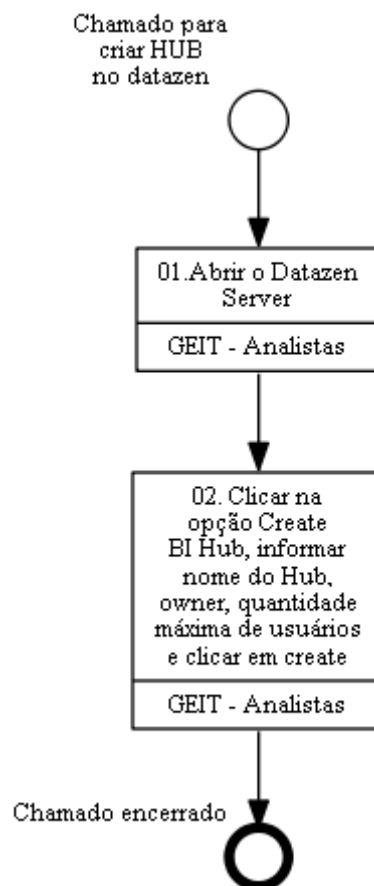 Chamado para
criar HUB
no datazen
01.Abrir o Datazen
Server
GEIT - Analistas
02. Clicar na
opção Create
BI Hub, informar
nome do Hub,
owner, quantidade
máxima de usuários
e clicar em create
GEIT - Analistas
Chamado encerrado